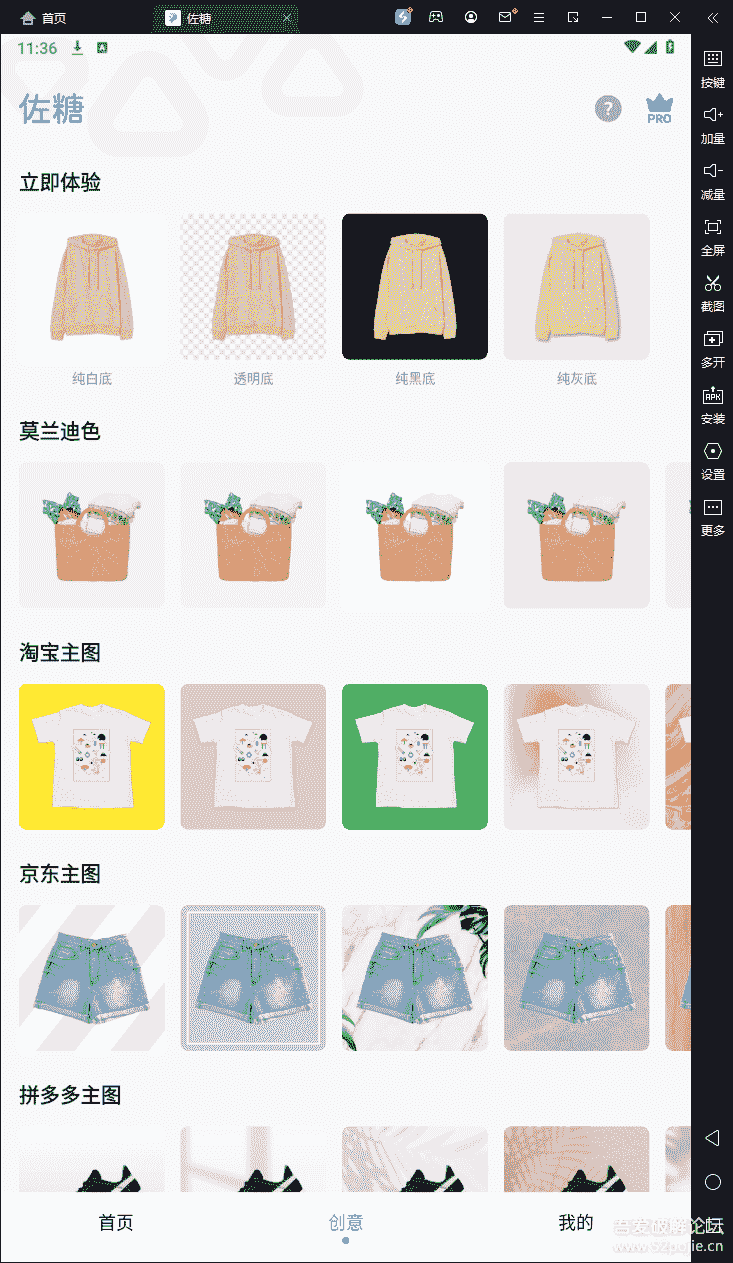 首页
佐糖
11:36
佐糖
?
PRO
立即体验
纯白底
透明底
纯黑底
纯灰底
莫兰迪色
淘宝主图
京东主图
拼多多主图
首页
创意
我的
按键
加量
减量
全屏
截图
多开
APK
安装
设置
更多
吾爱破解论坛
www.52pojie.cn